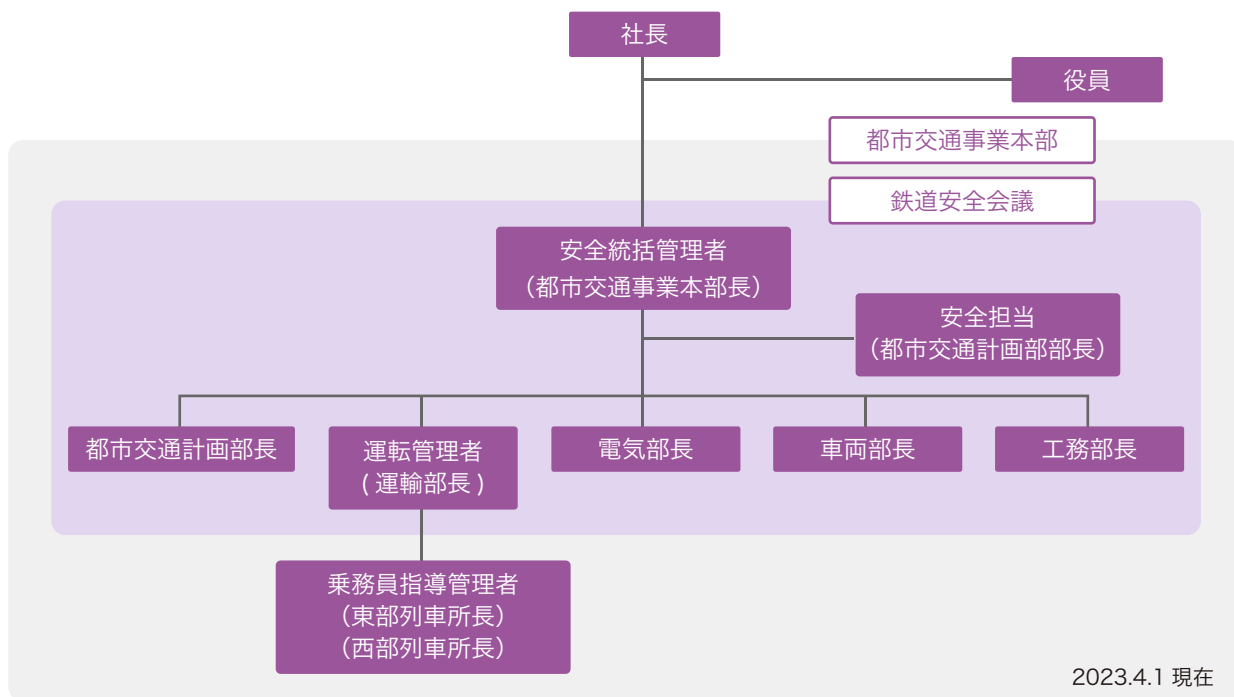 社長
役員
都市交通事業本部
鉄道安全会議
安全統括管理者
（都市交通事業本部長）
安全担当
（都市交通計画部部長）
都市交通計画部長
運転管理者
( 運輸部長 )
電気部長
車両部長
工務部長
乗務員指導管理者
（東部列車所長）
（西部列車所長）
2023.4.1 現在